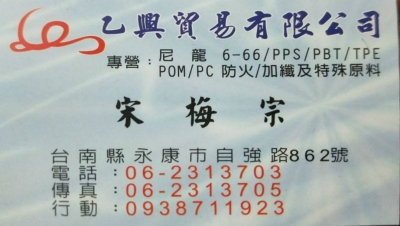 乙興貿易有限公司
專營：尼龍 6-66/PPS/PBT/TPE
POM/PC 防火/加纖及特殊原料
宋梅宗
台南縣永康市自強路862號
電話：06-2313703
傳真：06-2313705
行動：0938711923